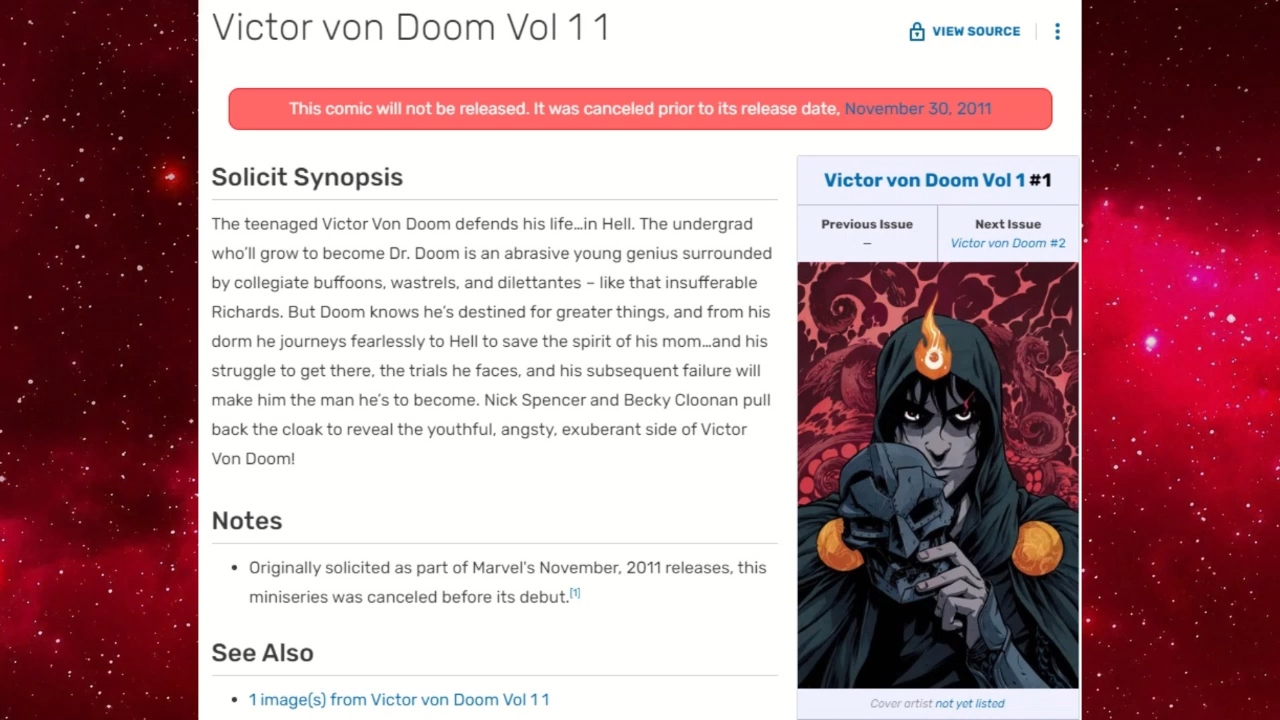 Victor von Doom Vol 1 1
VIEW SOURCE
This comic will not be released. It was canceled prior to its release date, November 30, 2011
Solicit Synopsis
The teenaged Victor Von Doom defends his life...in Hell. The undergrad
who'll grow to become Dr. Doom is an abrasive young genius surrounded
by collegiate buffoons, wastrels, and dilettantes – like that insufferable
Richards. But Doom knows he's destined for greater things, and from his
dorm he journeys fearlessly to Hell to save the spirit of his mom...and his
struggle to get there, the trials he faces, and his subsequent failure will
make him the man he's to become. Nick Spencer and Becky Cloonan pull
back the cloak to reveal the youthful, angsty, exuberant side of Victor
Von Doom!
Notes
• Originally solicited as part of Marvel's November, 2011 releases, this
miniseries was canceled before its debut.[1]
See Also
• 1 image(s) from Victor von Doom Vol 1 1
Victor von Doom Vol 1 #1
Previous Issue
–
Next Issue
Victor von Doom #2
Cover artist not yet listed